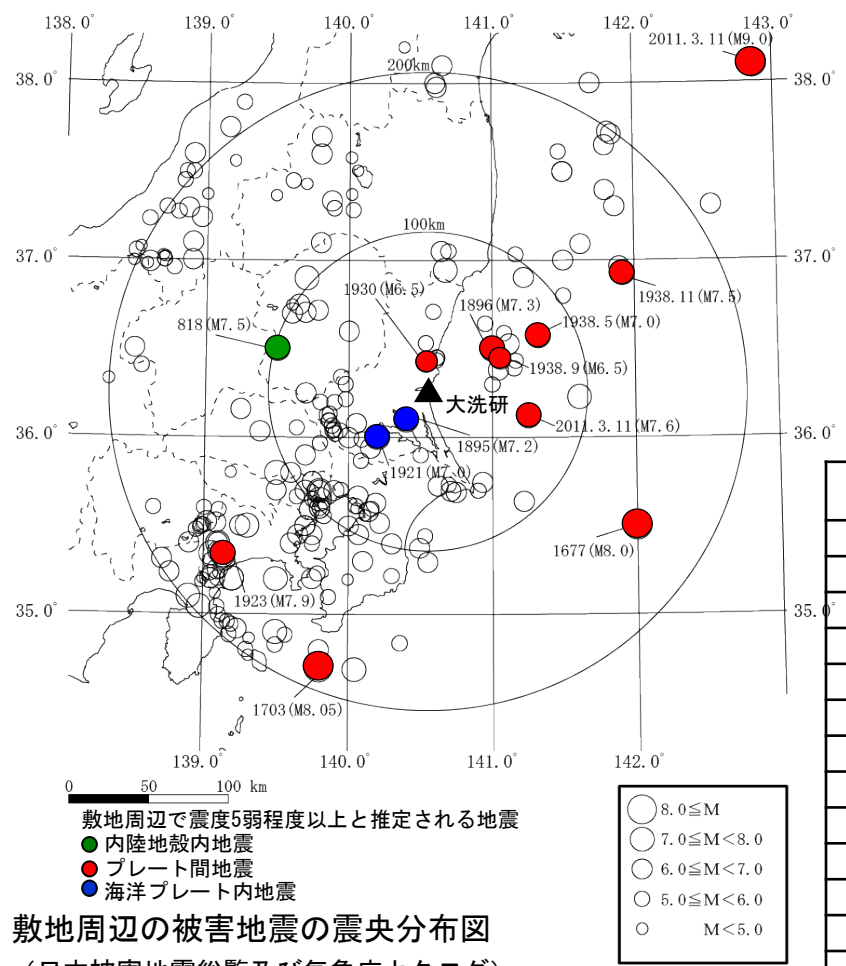 138.0° 139.0° 140.0° 141.0° 142.0° 143.0°
2011.3.11(M9.0)
200km
38.0° 38.0°
100km
37.0° 37.0°
1930(M6.5)
1896(M7.3)
1938.11(M7.5)
818(M7.5)
1938.5(M7.0)
1938.9(M6.5)
大洗研
2011.3.11(M7.6)
36.0° 36.0°
1895(M7.2)
1921(M7.0)
1677(M8.0)
1923(M7.9)
35.0° 35.0°
1703(M8.05)
139.0° 140.0° 141.0° 142.0°
0 50 100 km
敷地周辺で震度5弱程度以上と推定される地震
内陸地殻内地震
プレート間地震
海洋プレート内地震
8.0≦M
7.0≦M<8.0
6.0≦M<7.0
5.0≦M<6.0
M<5.0
敷地周辺の被害地震の震央分布図